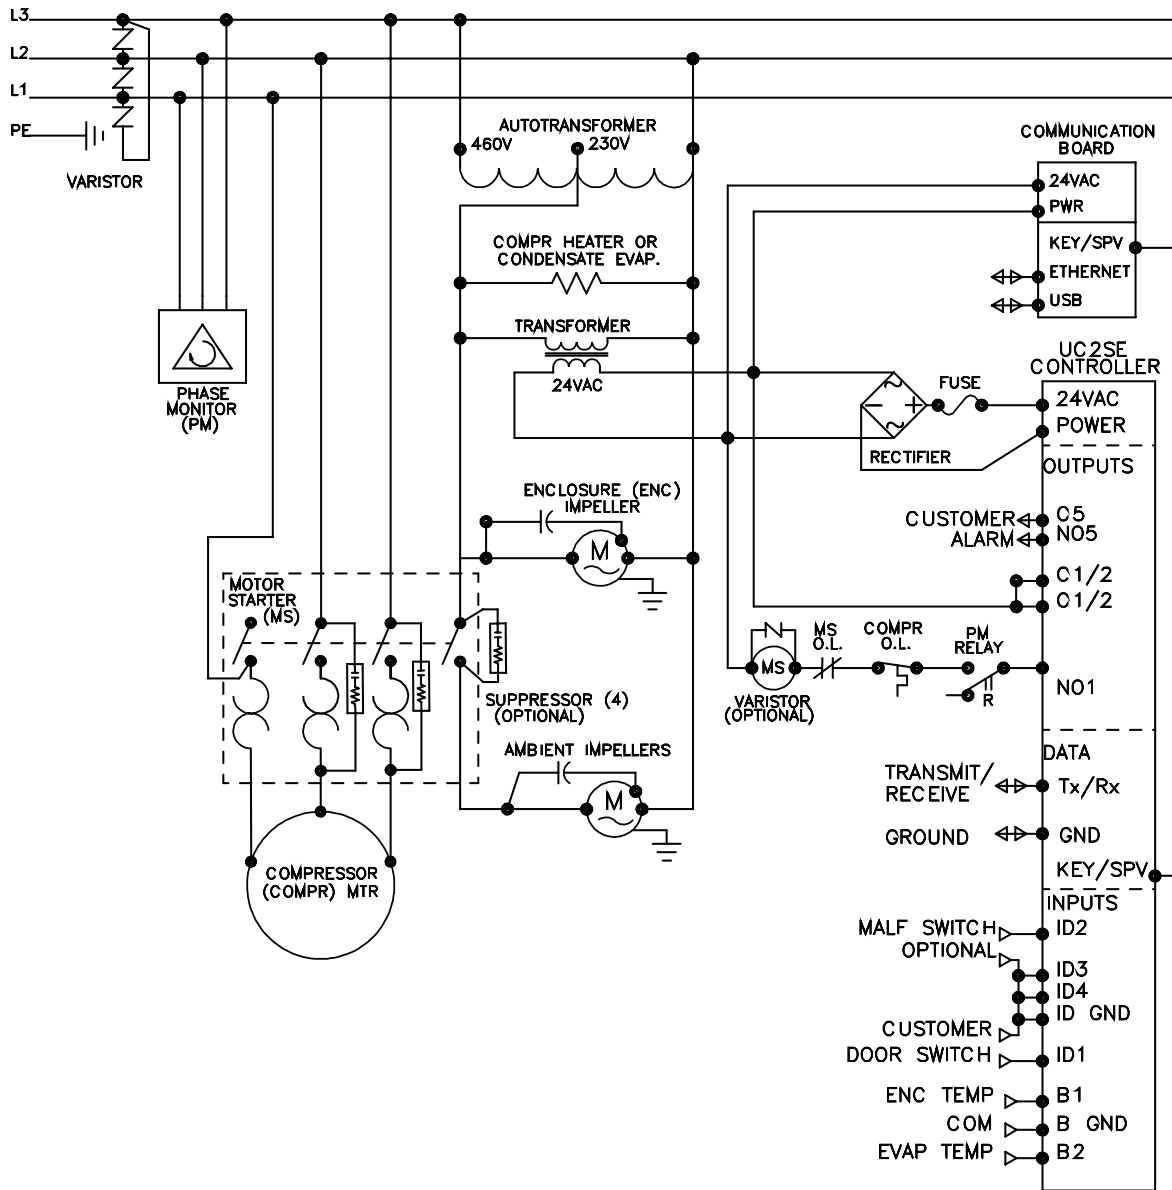 L3
L2
L1
PE
VARISTOR
AUTOTRANSFORMER
460V
230V
COMMUNICATION
BOARD
24VAC
PWR
KEY/SPV
ETHERNET
USB
COMPR HEATER OR
CONDENSATE EVAP.
TRANSFORMER
24VAC
PHASE
MONITOR
(PM)
UC2SE
CONTROLLER
FUSE
24VAC
POWER
RECTIFIER
OUTPUTS
ENCLOSURE (ENC)
IMPELLER
M
CUSTOMER
ALARM
C5
NO5
C1/2
C1/2
MOTOR
STARTER
(MS)
MS
O.L.
COMPR
O.L.
PM
RELAY
MS
R
NO1
VARISTOR
(OPTIONAL)
SUPPRESSOR (4)
(OPTIONAL)
AMBIENT IMPELLERS
M
DATA
TRANSMIT/
RECEIVE
Tx/Rx
GROUND
GND
KEY/SPV
COMPRESSOR
(COMPR) MTR
INPUTS
MALF SWITCH
OPTIONAL
ID2
ID3
ID4
ID GND
CUSTOMER
DOOR SWITCH
ID1
ENC TEMP
B1
COM
B GND
EVAP TEMP
B2